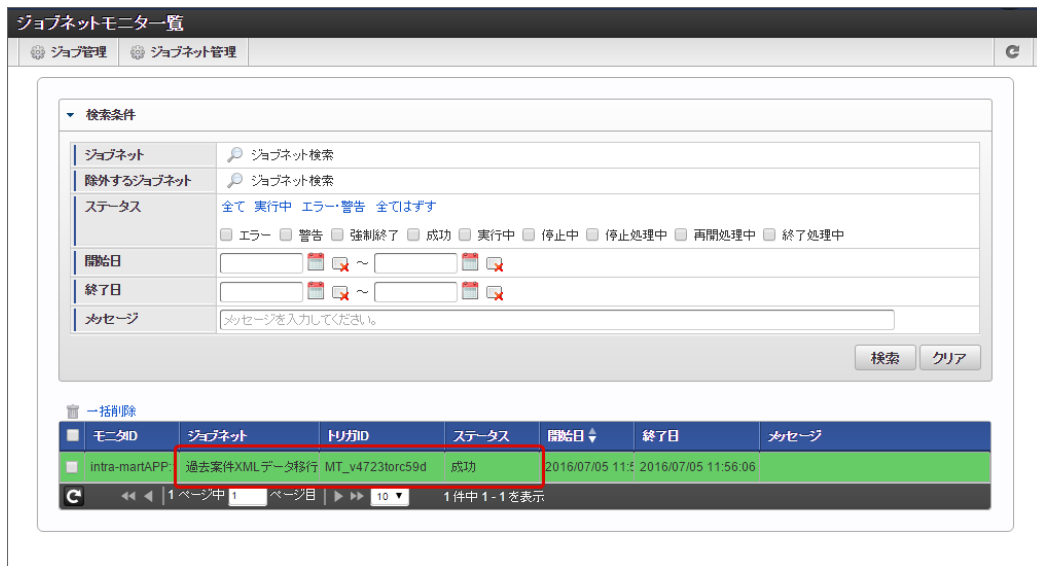 ジョブネットモニター一覧
ジョブ管理 ジョブネット管理
検索条件
ジョブネット ジョブネット検索
除外するジョブネット ジョブネット検索
ステータス 全て 実行中 エラー・警告 全てはずす
エラー 警告 強制終了 成功 実行中 停止中 停止処理中 再開処理中 終了処理中
開始日 ～
終了日 ～
メッセージ メッセージを入力してください。
検索 クリア
一括削除
モニタID ジョブネット トリガID ステータス 開始日 終了日 メッセージ
intra-martAPP: 過去案件XMLデータ移行 MT_v4723torc59d 成功 2016/07/05 11:5 2016/07/05 11:56:06
1 ページ中 1 ページ目 10 1 件中 1 - 1 を表示